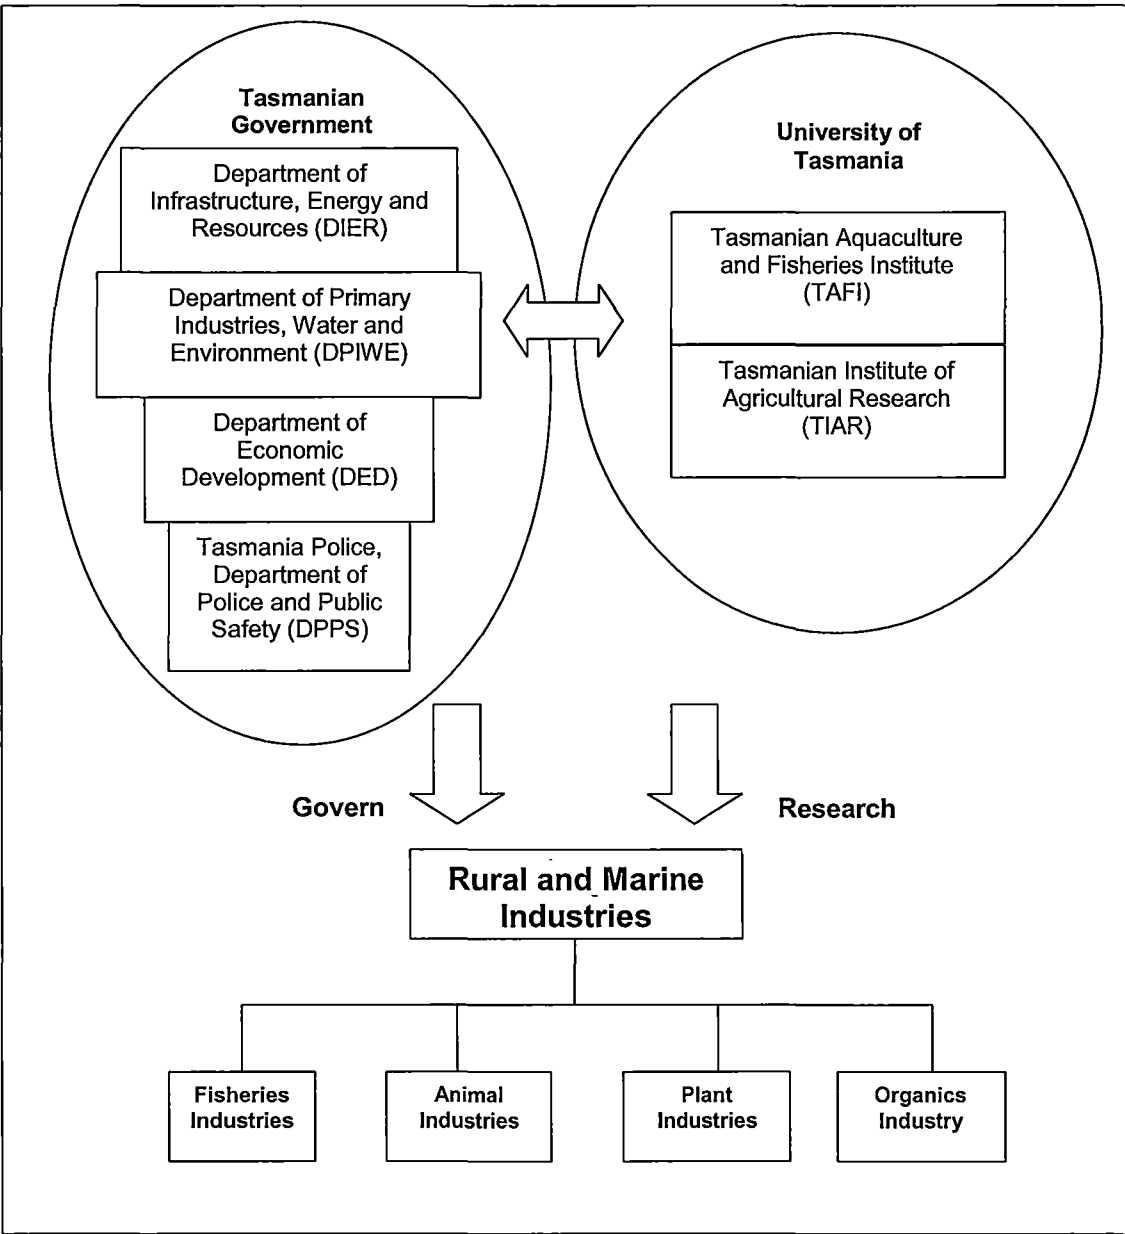 Tasmanian
Government
Department of
Infrastructure, Energy and
Resources (DIER)
Department of Primary
Industries, Water and
Environment (DPIWE)
Department of
Economic
Development (DED)
Tasmania Police,
Department of
Police and Public
Safety (DPPS)
University of
Tasmania
Tasmanian Aquaculture
and Fisheries Institute
(TAFI)
Tasmanian Institute of
Agricultural Research
(TIAR)
Govern
Research
Rural and Marine
Industries
Fisheries
Industries
Animal
Industries
Plant
Industries
Organics
Industry